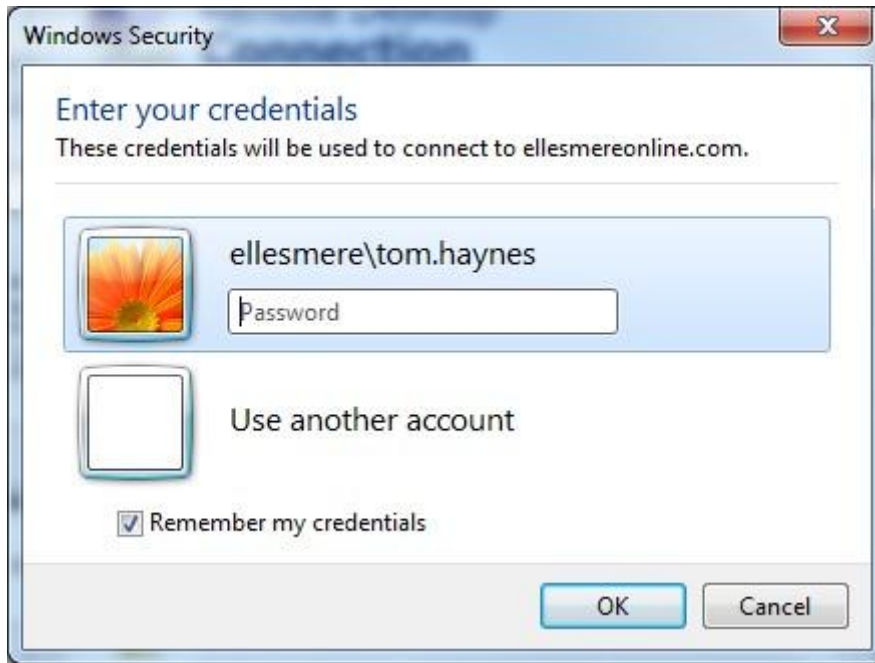 Windows Security
Connection
Enter your credentials
These credentials will be used to connect to ellesmereonline.com.
ellesmere\tom.haynes
Password
Use another account
Remember my credentials
OK
Cancel